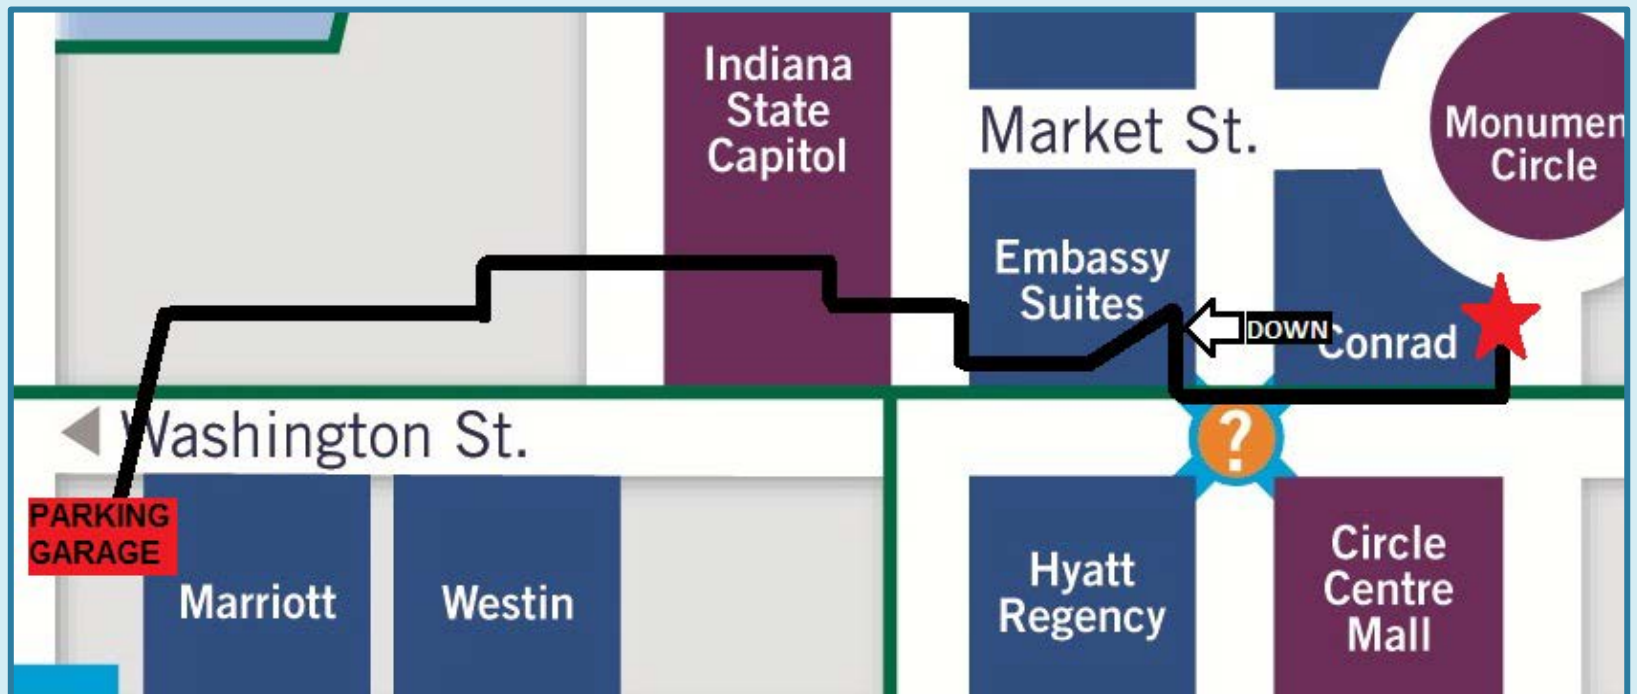 Indiana
State
Capitol
Market St.
Monumen
Circle
Embassy
Suites
DOWN
Conrad
Washington St.
?
PARKING
GARAGE
Marriott
Westin
Hyatt
Regency
Circle
Centre
Mall